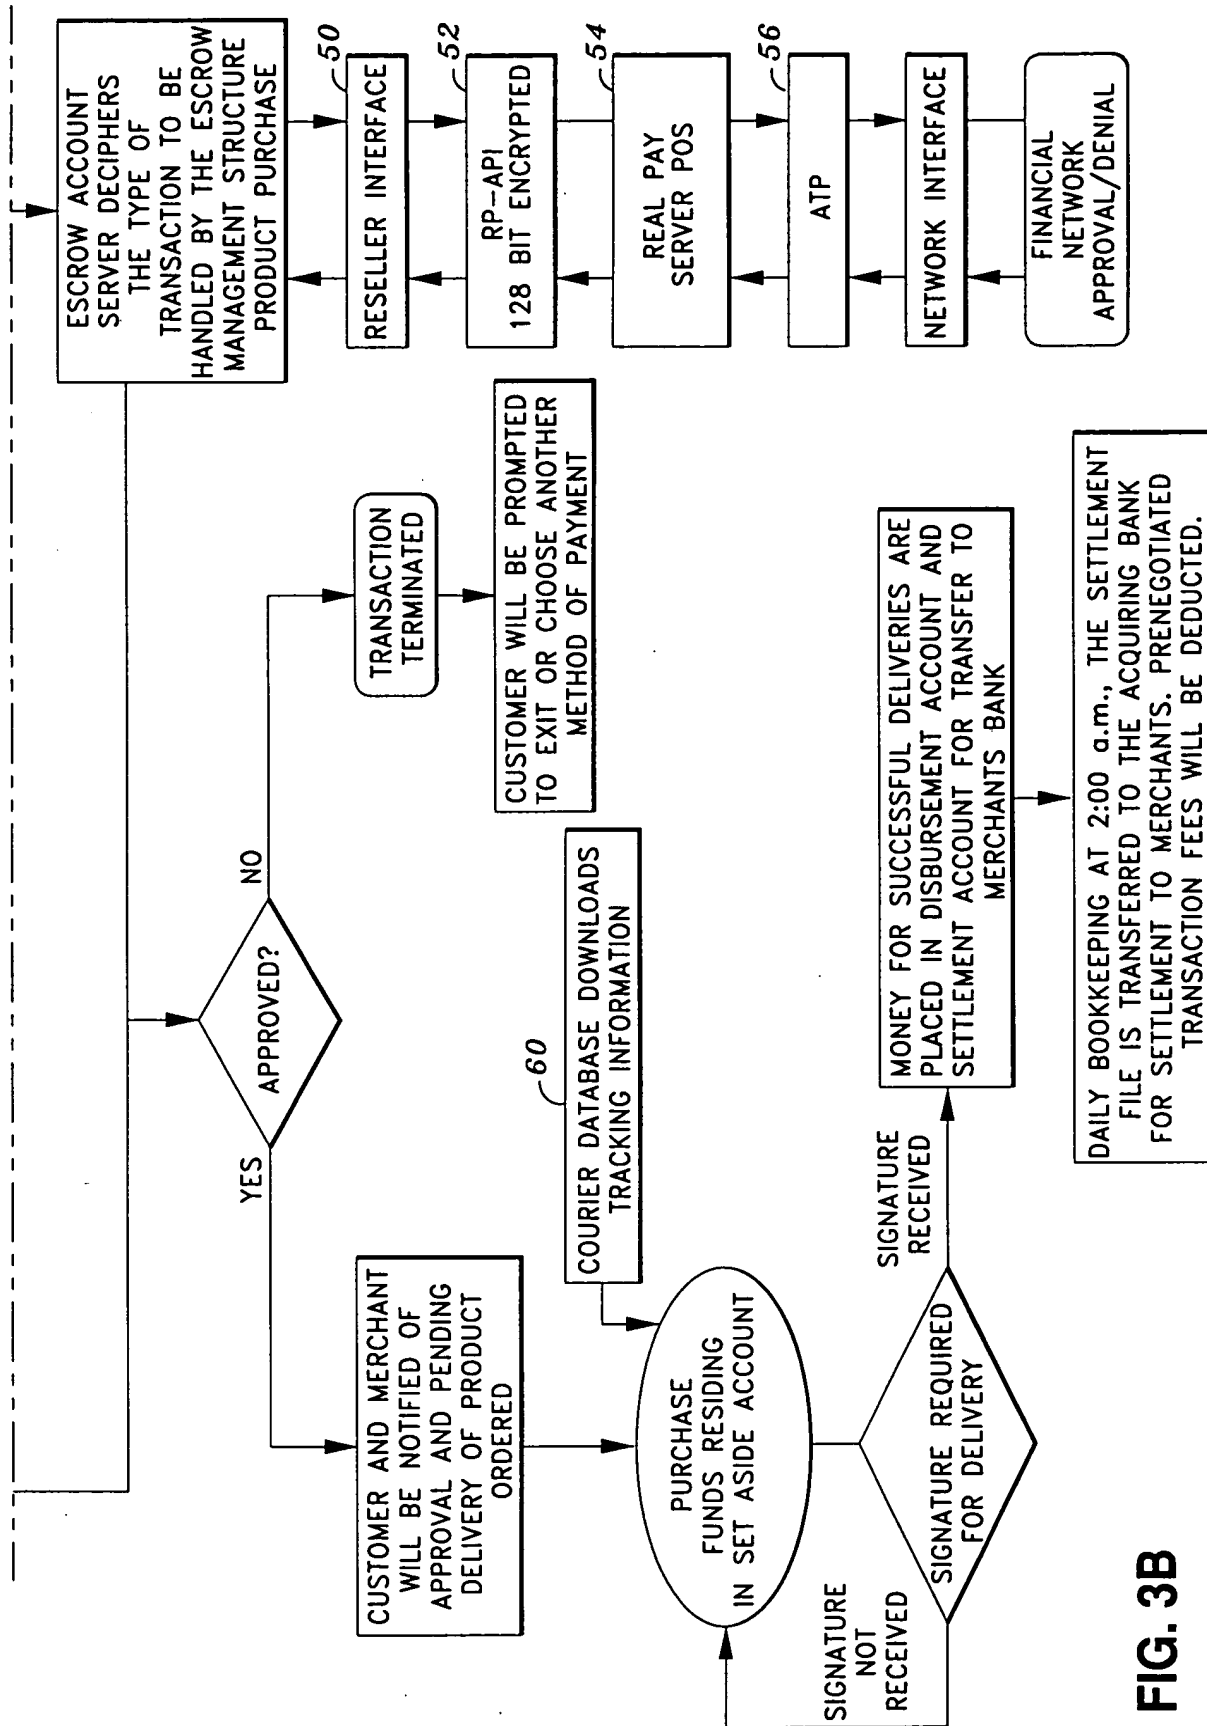 ESCROW ACCOUNT
SERVER DECIPHERS
THE TYPE OF
TRANSACTION TO BE
HANDLED BY THE ESCROW
MANAGEMENT STRUCTURE
PRODUCT PURCHASE
50
RESELLER INTERFACE
52
RP-API
128 BIT ENCRYPTED
54
REAL PAY
SERVER POS
56
ATP
NETWORK INTERFACE
FINANCIAL
NETWORK
APPROVAL/DENIAL
APPROVED?
NO
TRANSACTION
TERMINATED
CUSTOMER WILL BE PROMPTED
TO EXIT OR CHOOSE ANOTHER
METHOD OF PAYMENT
YES
CUSTOMER AND MERCHANT
WILL BE NOTIFIED OF
APPROVAL AND PENDING
DELIVERY OF PRODUCT
ORDERED
60
COURIER DATABASE DOWNLOADS
TRACKING INFORMATION
PURCHASE
FUNDS RESIDING
IN SET ASIDE ACCOUNT
SIGNATURE REQUIRED
FOR DELIVERY
SIGNATURE
NOT
RECEIVED
SIGNATURE
RECEIVED
MONEY FOR SUCCESSFUL DELIVERIES ARE
PLACED IN DISBURSEMENT ACCOUNT AND
SETTLEMENT ACCOUNT FOR TRANSFER TO
MERCHANTS BANK
DAILY BOOKKEEPING AT 2:00 a.m., THE SETTLEMENT
FILE IS TRANSFERRED TO THE ACQUIRING BANK
FOR SETTLEMENT TO MERCHANTS. PRENEGOTIATED
TRANSACTION FEES WILL BE DEDUCTED.
FIG. 3B